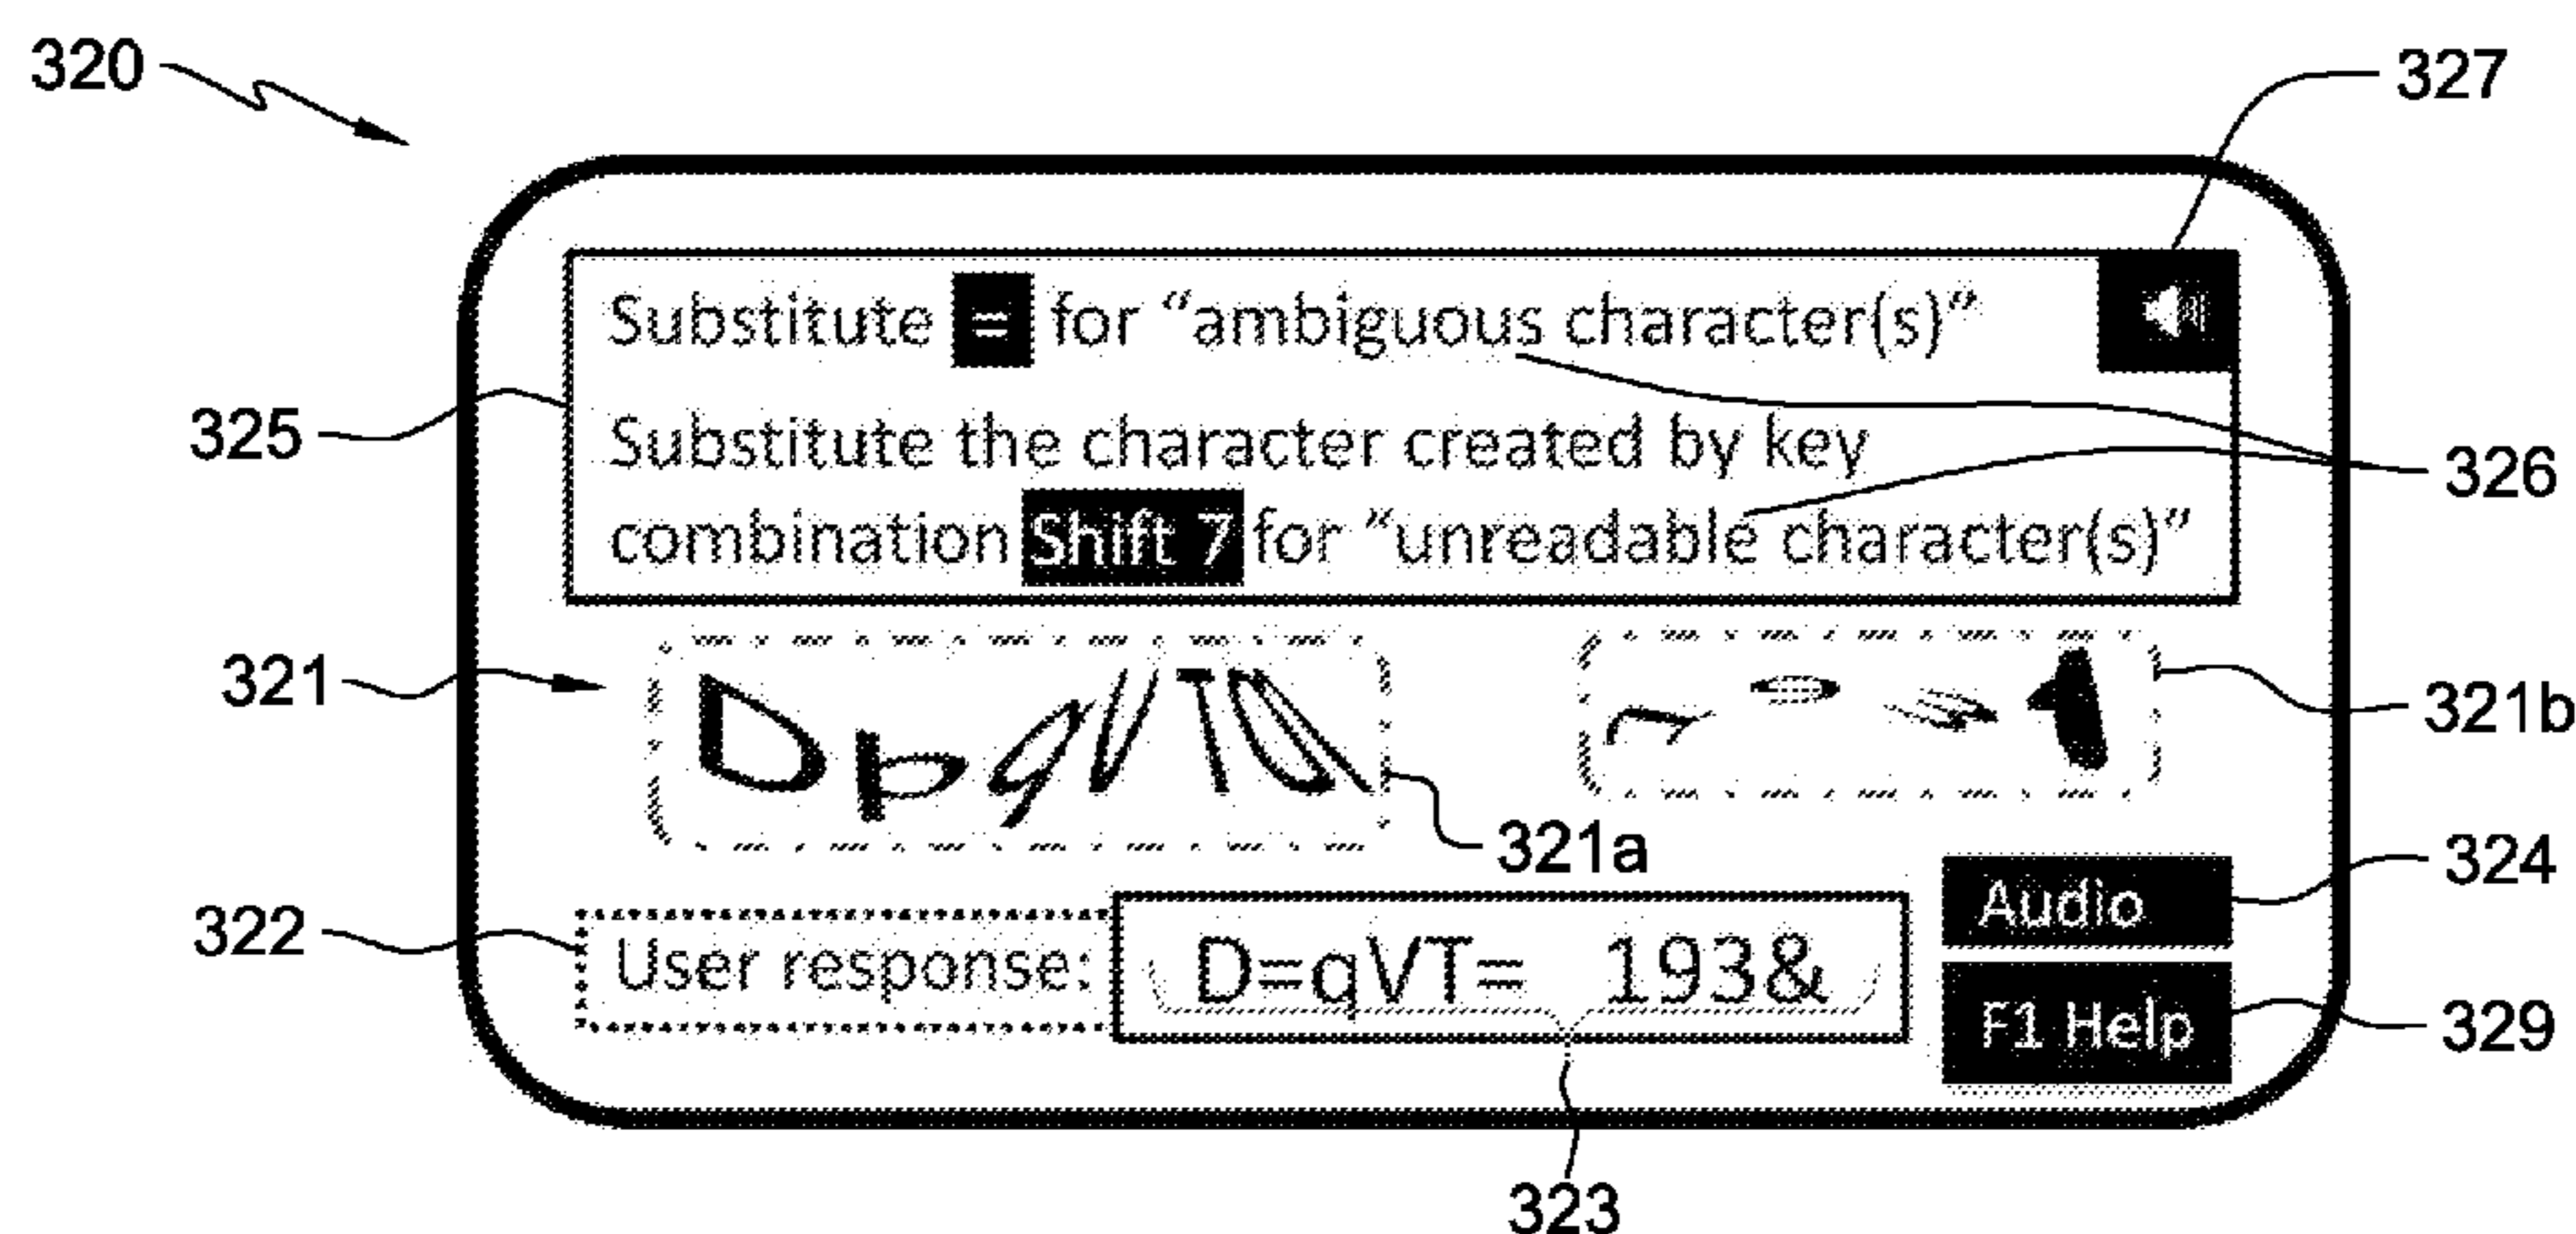 320
327
Substitute = for “ambiguous character(s)”
325
Substitute the character created by key
326
combination Shift 7 for “unreadable character(s)”
321
321b
321a
324
Audio
322
User response: D=qVT= 193&
F1 Help
329
323